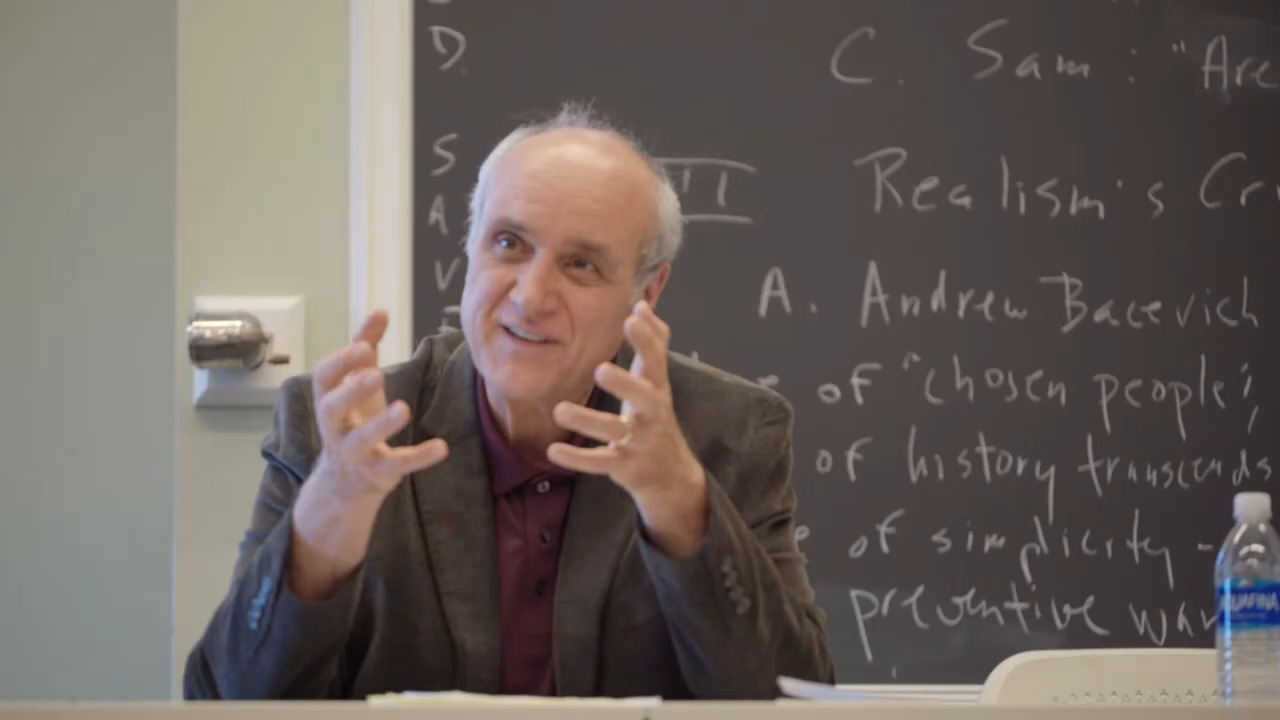 D.
C. Sam: "Are
S
III Realism's Cr
A
A. Andrew Bacevich
V
of "chosen people",
of history transcends
of simplicity -
preventive war
AQUAFINA